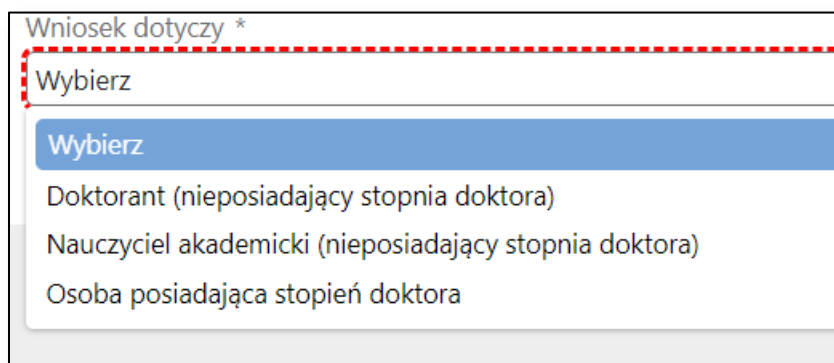 Wniosek dotyczy *
Wybierz
Wybierz
Doktorant (nieposiadający stopnia doktora)
Nauczyciel akademicki (nieposiadający stopnia doktora)
Osoba posiadająca stopień doktora